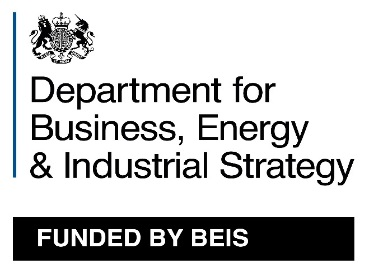 Department for
Business, Energy
& Industrial Strategy
FUNDED BY BEIS